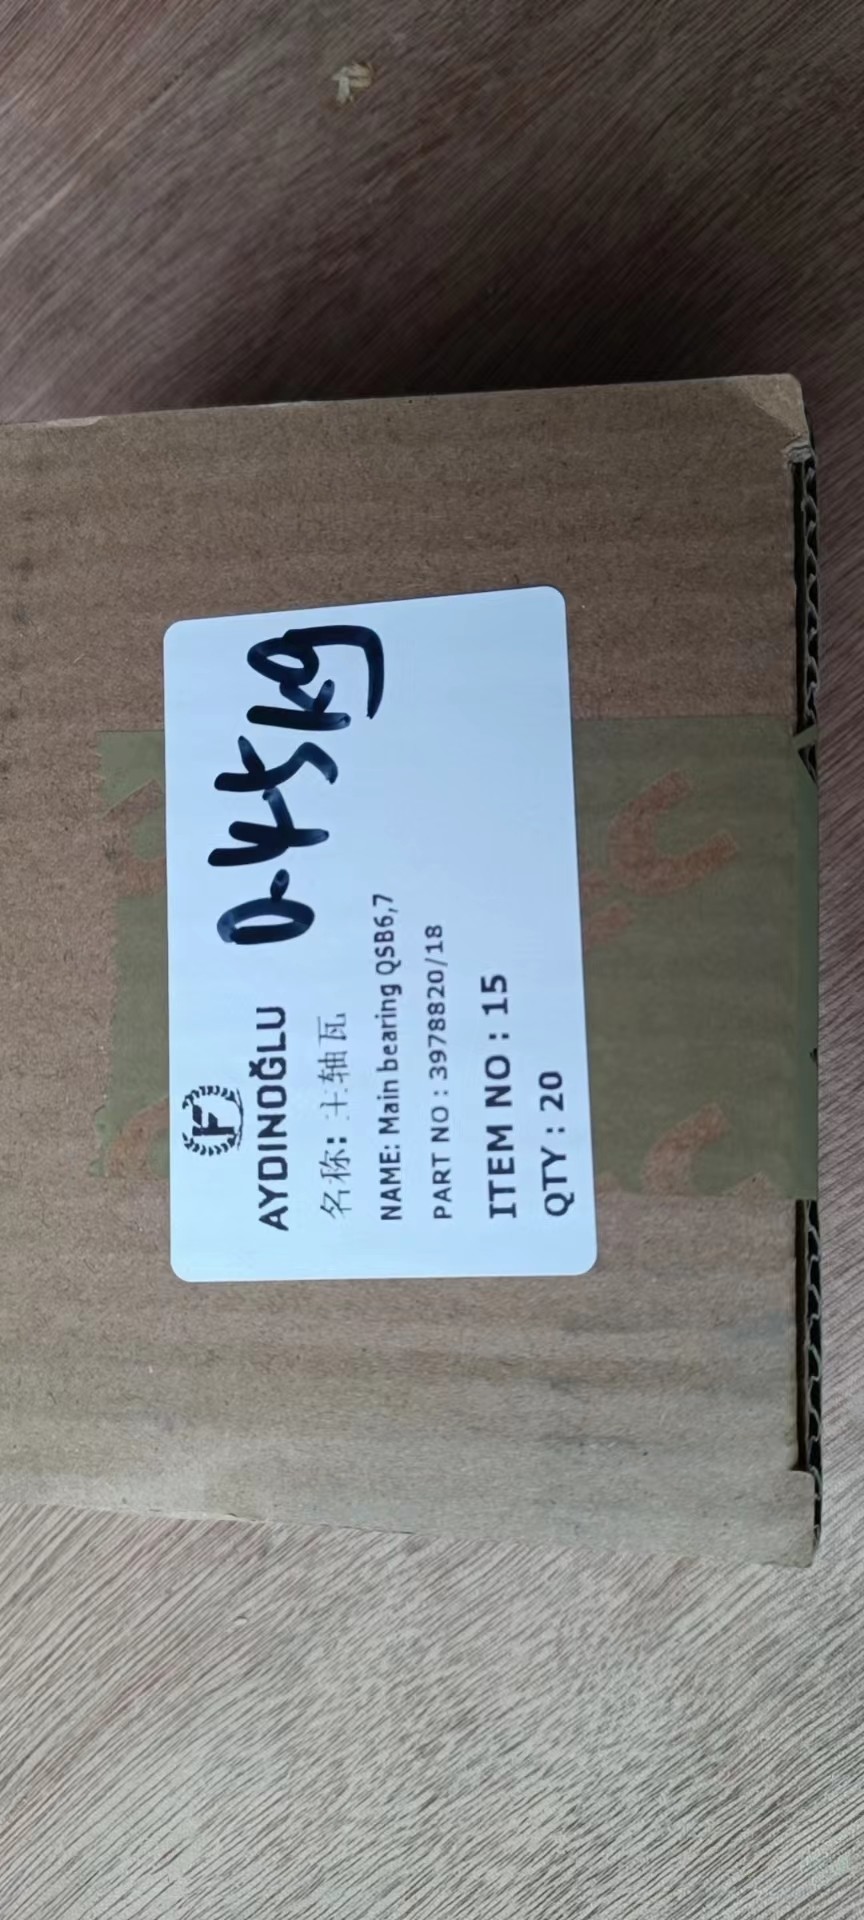 F
AYDINOĞLU
0.45kg
名称: 主轴瓦
NAME: Main bearing QSB6,7
PART NO : 3978820/18
ITEM NO : 15
QTY : 20